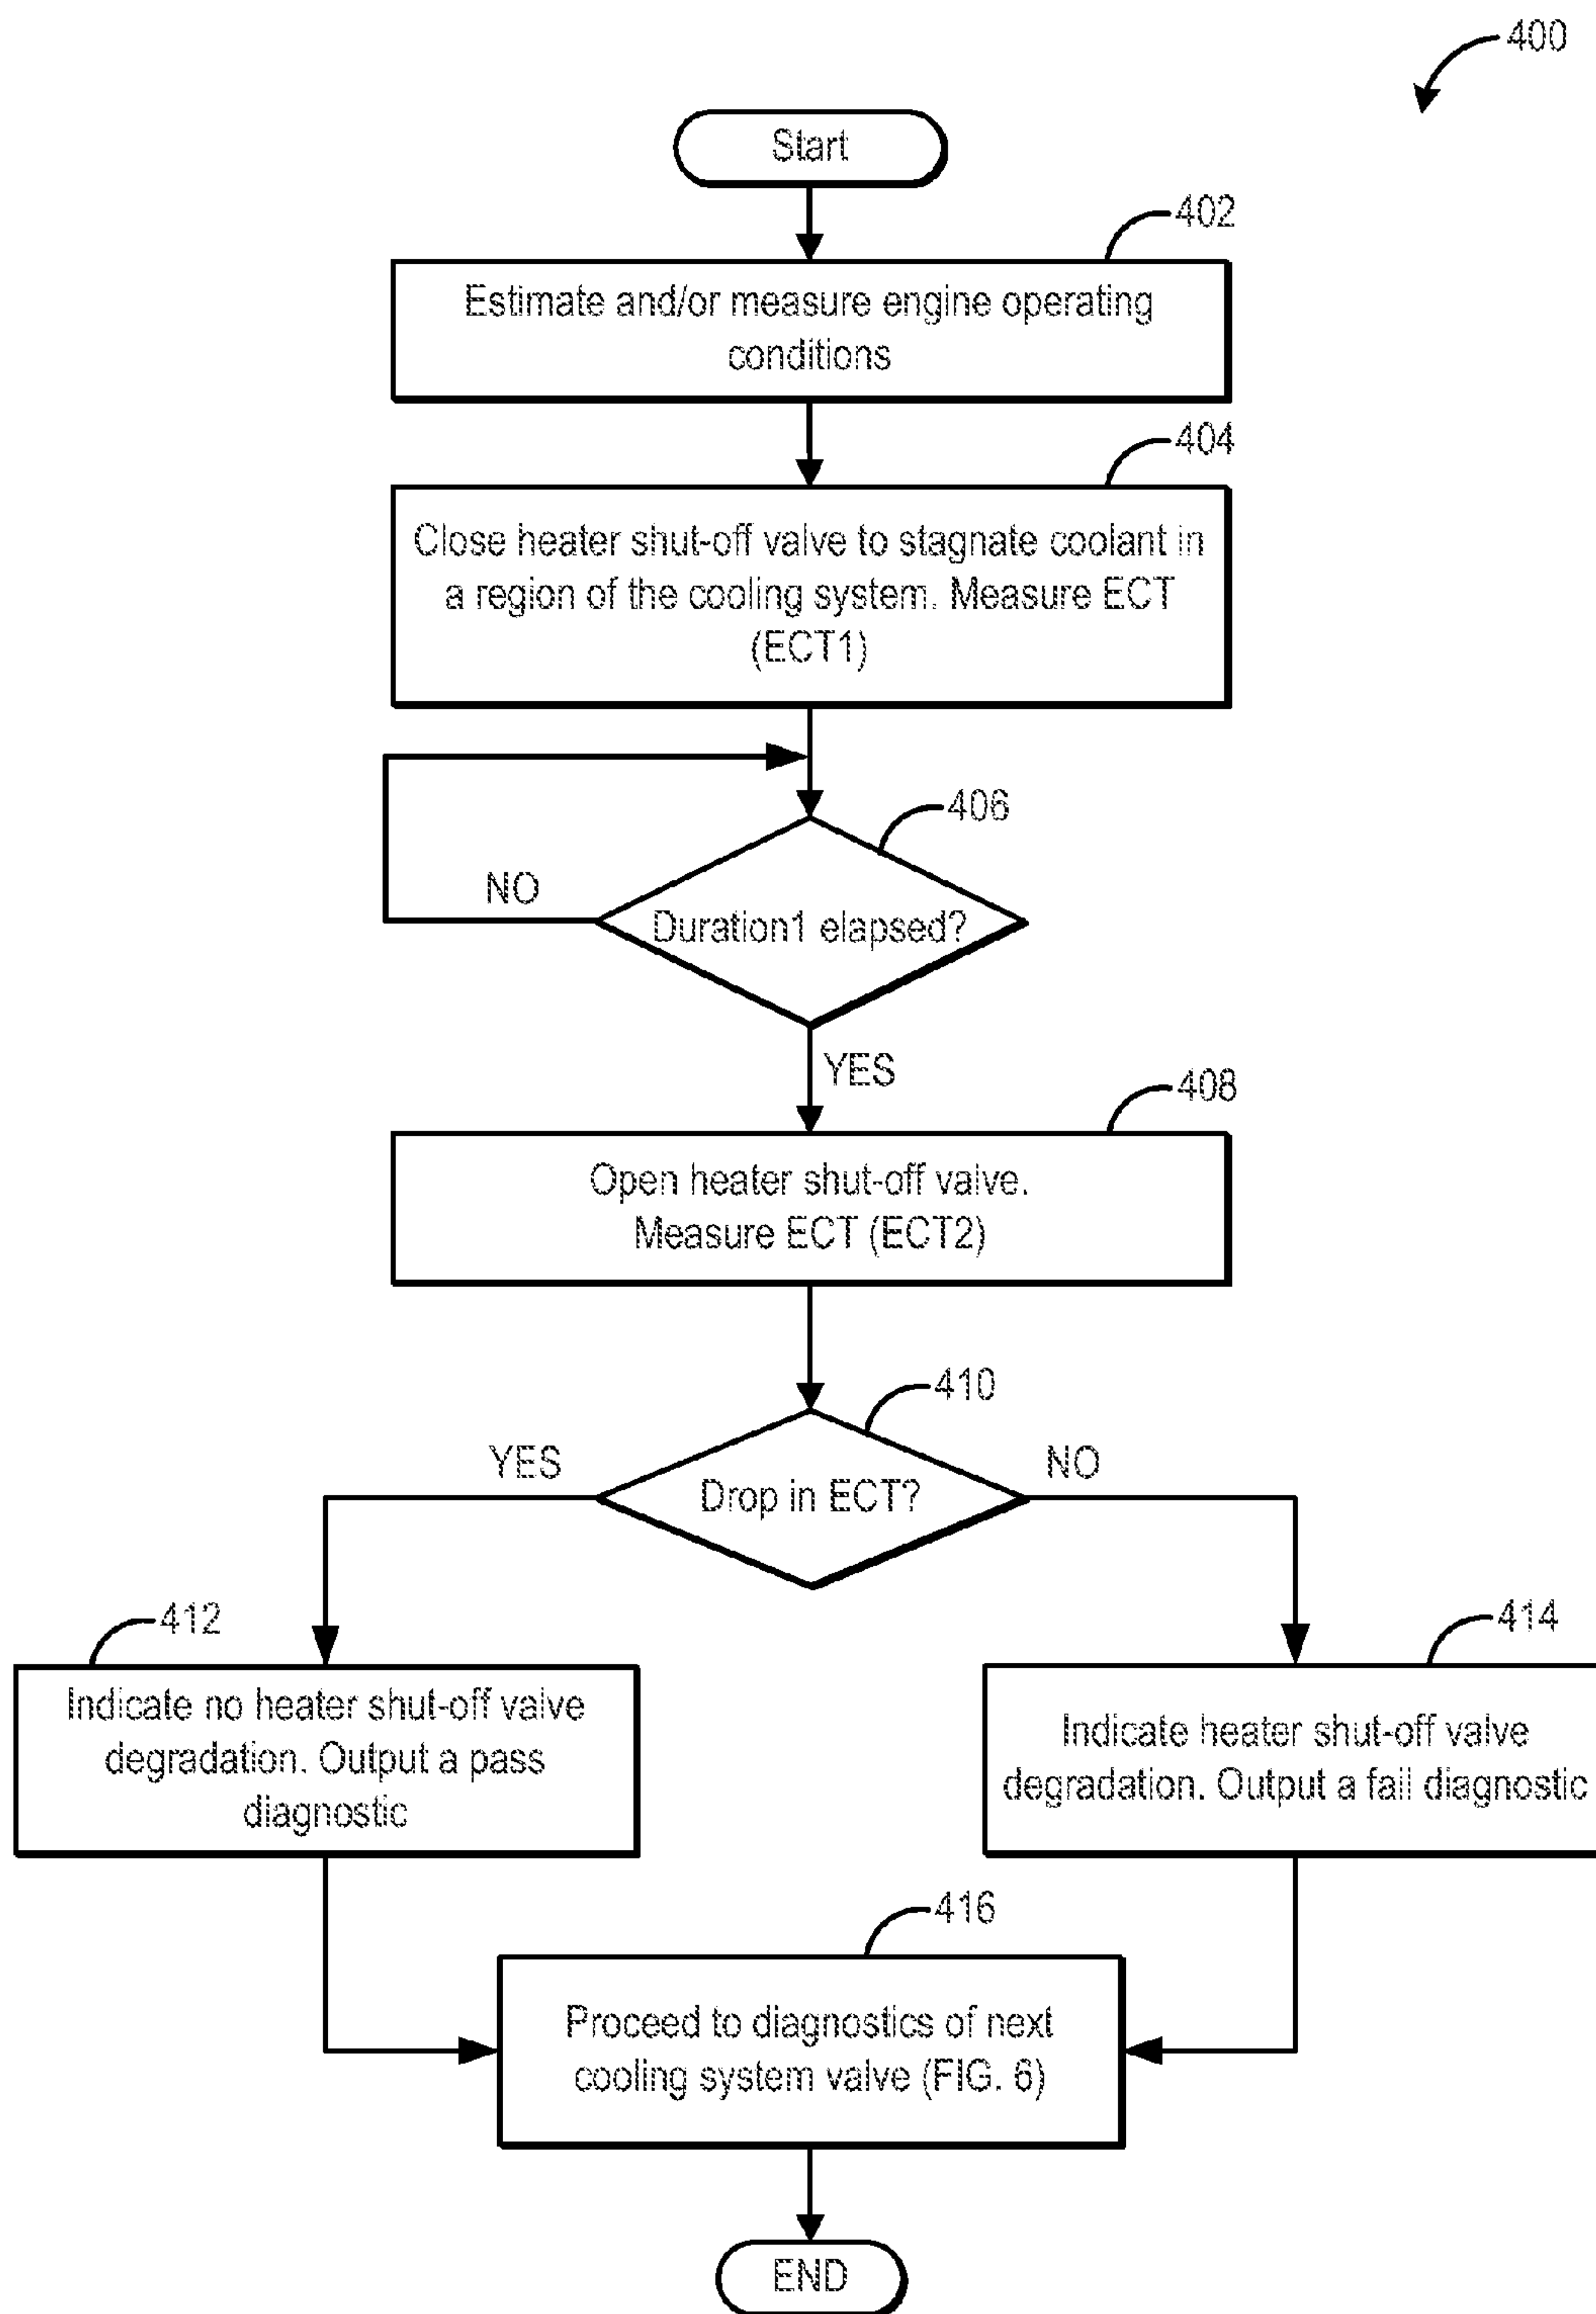 400
Start
402
Estimate and/or measure engine operating
conditions
404
Close heater shut-off valve to stagnate coolant in
a region of the cooling system. Measure ECT
(ECT1)
406
NO
Duration1 elapsed?
YES
408
Open heater shut-off valve.
Measure ECT (ECT2)
410
YES
NO
Drop in ECT?
412
414
Indicate no heater shut-off valve
degradation. Output a pass
diagnostic
Indicate heater shut-off valve
degradation. Output a fail diagnostic
416
Proceed to diagnostics of next
cooling system valve (FIG. 6)
END